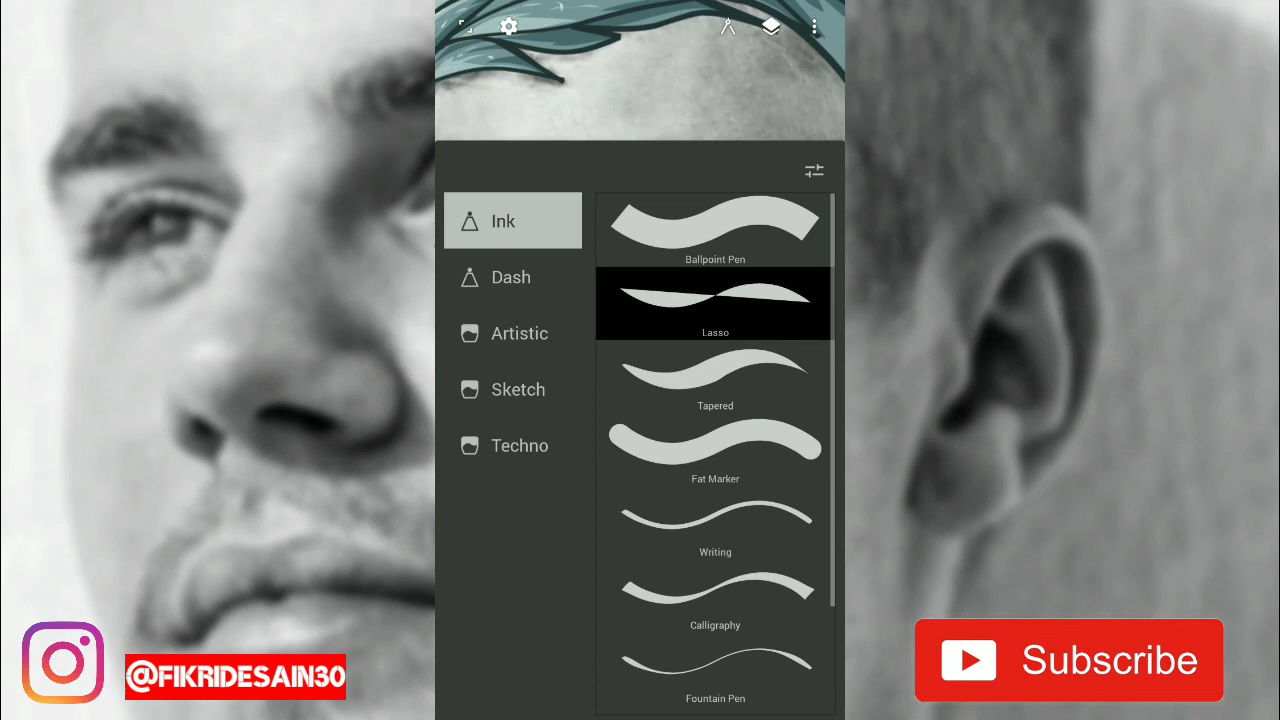 Ink
Dash
Artistic
Sketch
Techno
Ballpoint Pen
Lasso
Tapered
Fat Marker
Writing
Calligraphy
Fountain Pen
@FIKRIDESAIN30
Subscribe